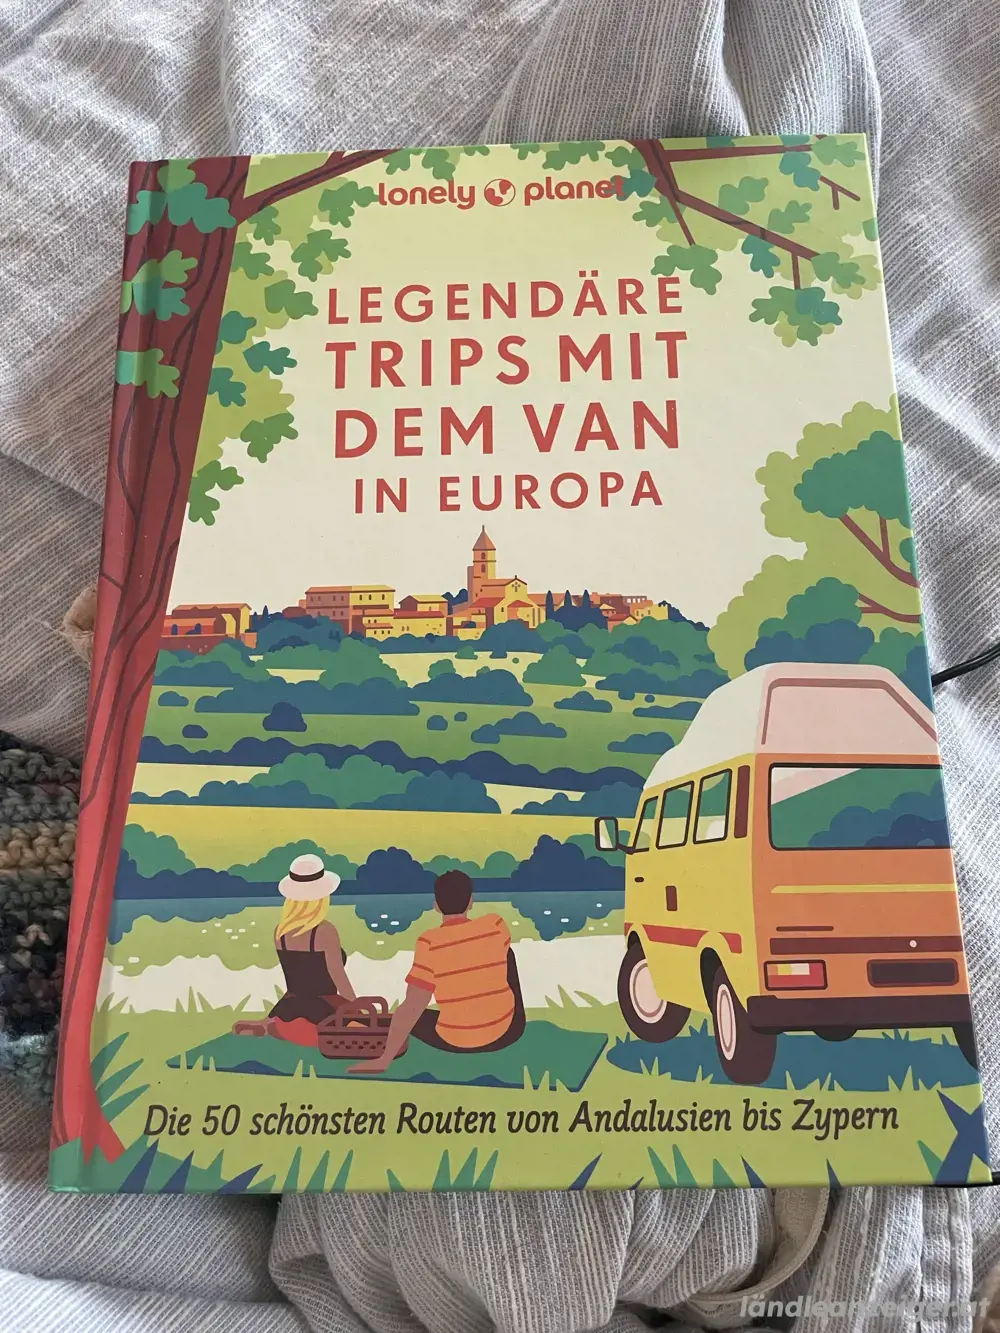 lonely planet
LEGENDÄRE
TRIPS MIT
DEM VAN
IN EUROPA
Die 50 schönsten Routen von Andalusien bis Zypern
ländleanzeiger.at